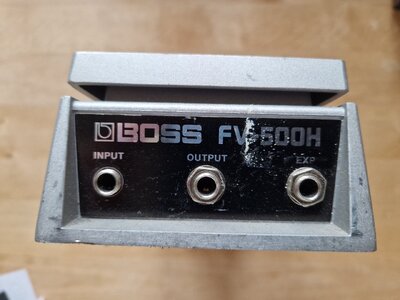 BOSS FV-500H
INPUT OUTPUT EXP